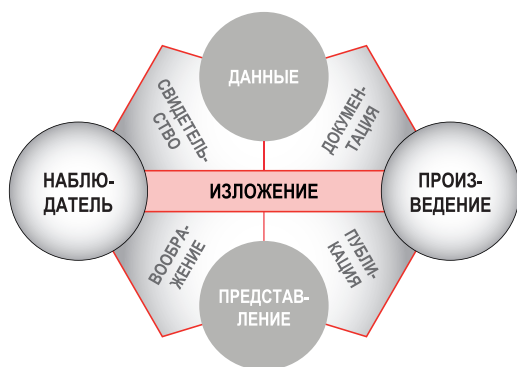 ДАННЫЕ
СВИДЕТЕЛЬ-
СТВО
ДОКУМЕН-
ТАЦИЯ
НАБЛЮ-
ДАТЕЛЬ
ИЗЛОЖЕНИЕ
ПРОИЗ-
ВЕДЕНИЕ
ВООБРА-
ЖЕНИЕ
ПУБЛИ-
КАЦИЯ
ПРЕДСТАВ-
ЛЕНИЕ